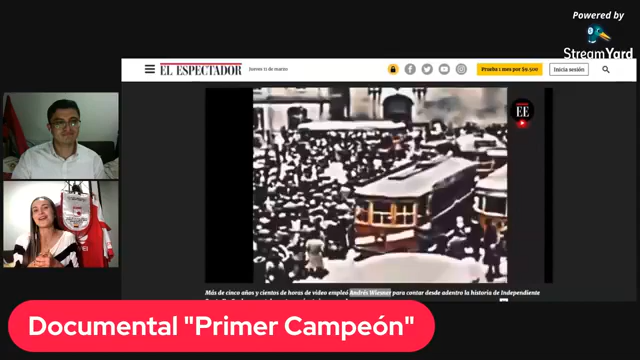 Powered by
StreamYard
EL ESPECTADOR
Jueves 11 de marzo
Prueba 1 mes por $9.500
Inicia sesión
EE
Más de cinco años y cientos de horas de video empleó Andrés Wiesner para contar desde adentro la historia de Independiente
Documental "Primer Campeón"